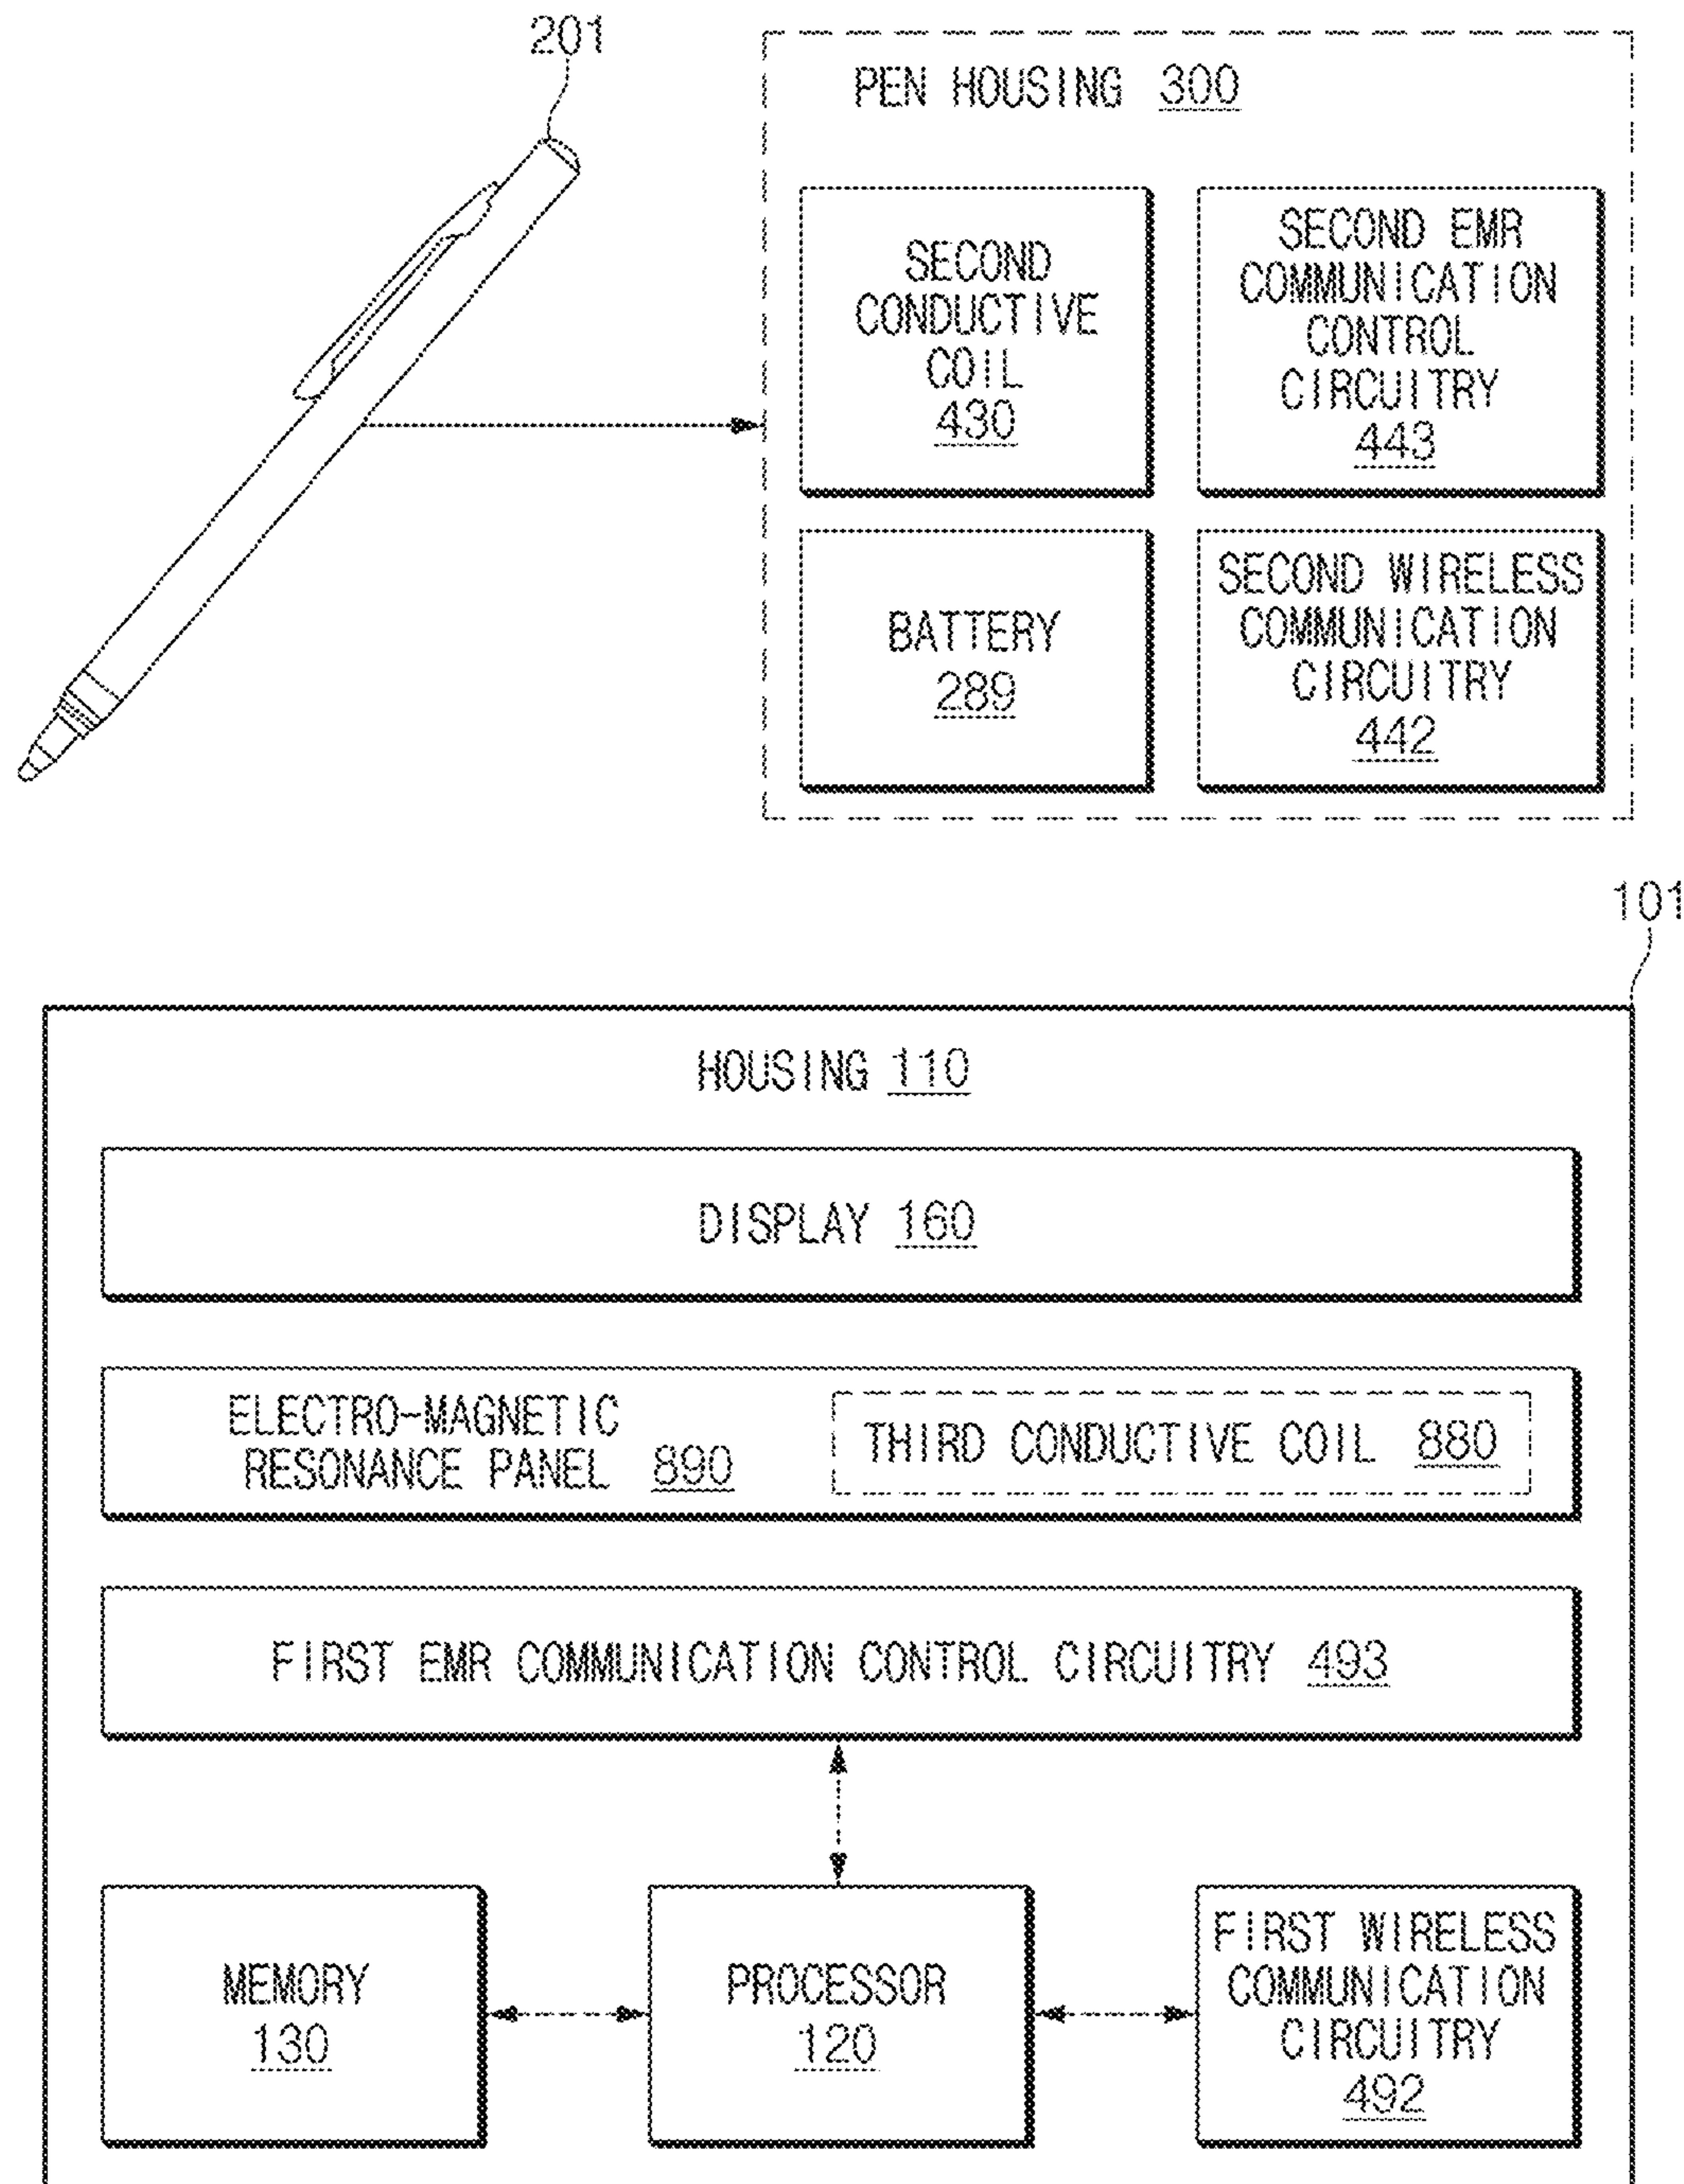 201
PEN HOUSING 300
SECOND
CONDUCTIVE
COIL
430
SECOND EMR
COMMUNICATION
CONTROL
CIRCUITRY
443
BATTERY
289
SECOND WIRELESS
COMMUNICATION
CIRCUITRY
442
101
HOUSING 110
DISPLAY 160
ELECTRO-MAGNETIC
RESONANCE PANEL 890
THIRD CONDUCTIVE COIL 880
FIRST EMR COMMUNICATION CONTROL CIRCUITRY 493
MEMORY
130
PROCESSOR
120
FIRST WIRELESS
COMMUNICATION
CIRCUITRY
492